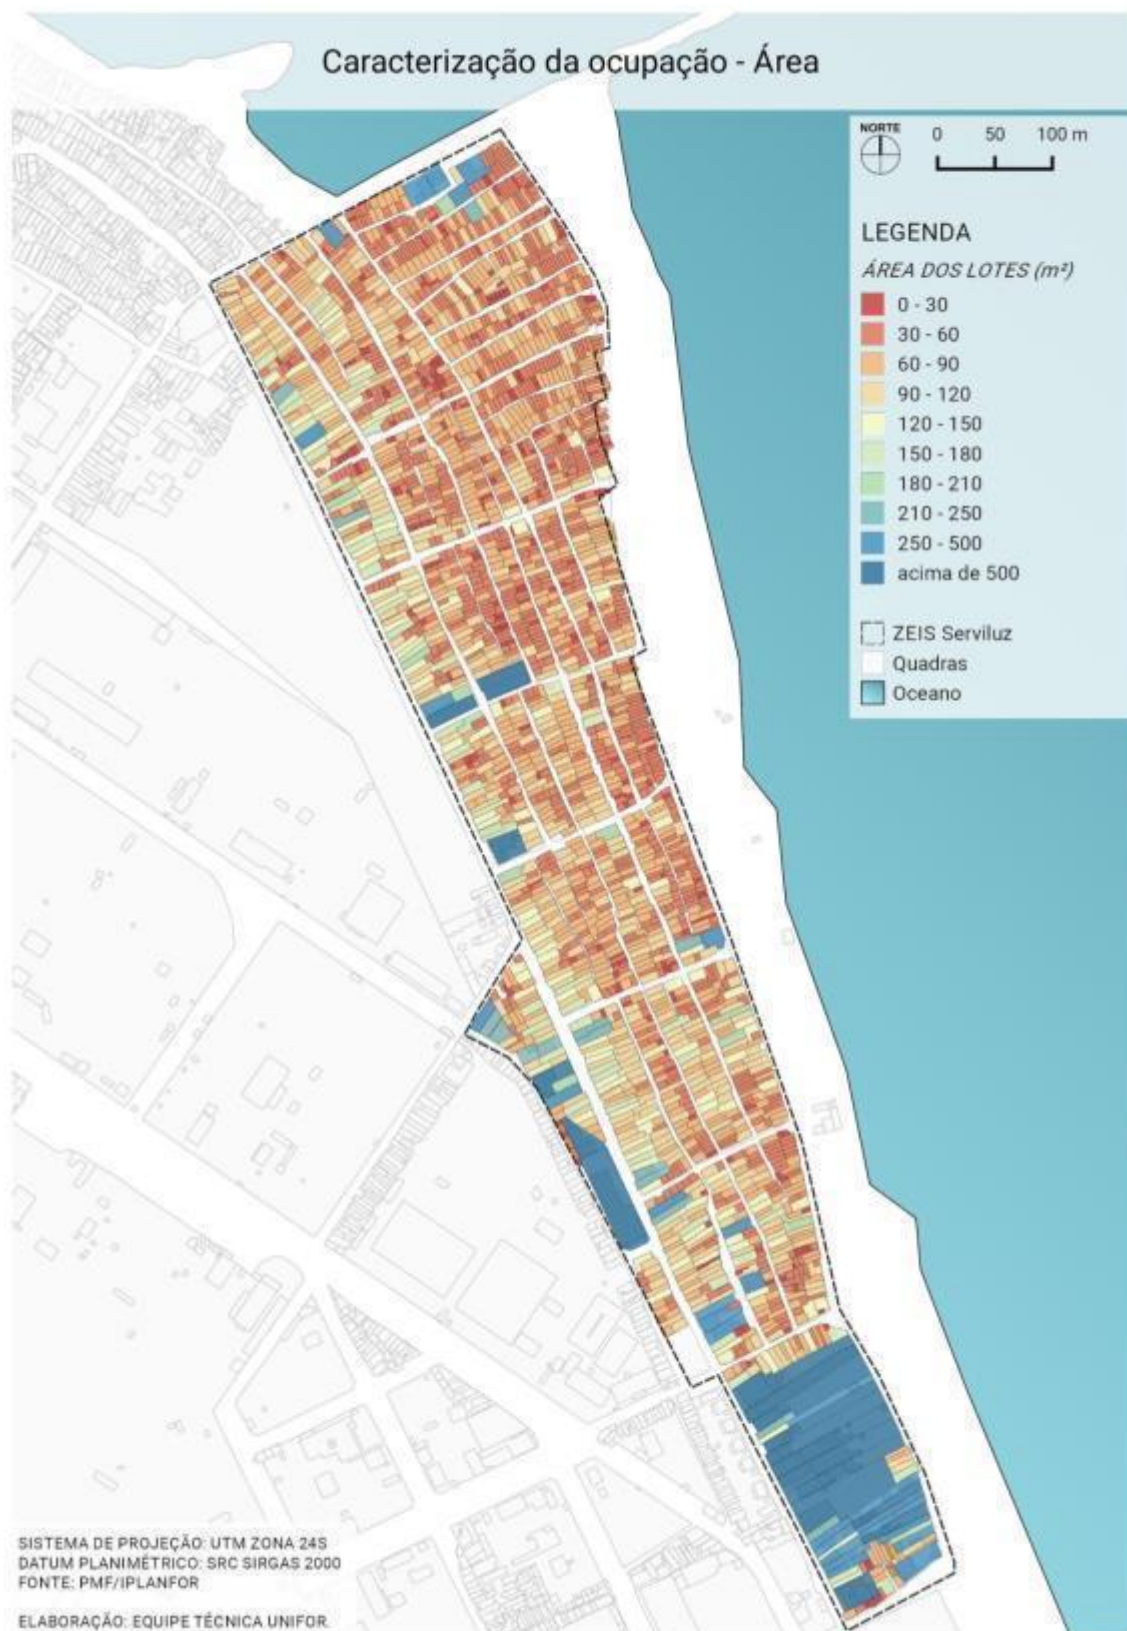 Caracterização da ocupação - Área
NORTE
0 50 100 m
LEGENDA
ÁREA DOS LOTES (m²)
0 - 30
30 - 60
60 - 90
90 - 120
120 - 150
150 - 180
180 - 210
210 - 250
250 - 500
acima de 500
ZEIS Serviluz
Quadras
Oceano
SISTEMA DE PROJEÇÃO: UTM ZONA 24S
DATUM PLANIMÉTRICO: SRC SIRGAS 2000
FONTE: PMF/IPLANFOR
ELABORAÇÃO: EQUIPE TÉCNICA UNIFOR.